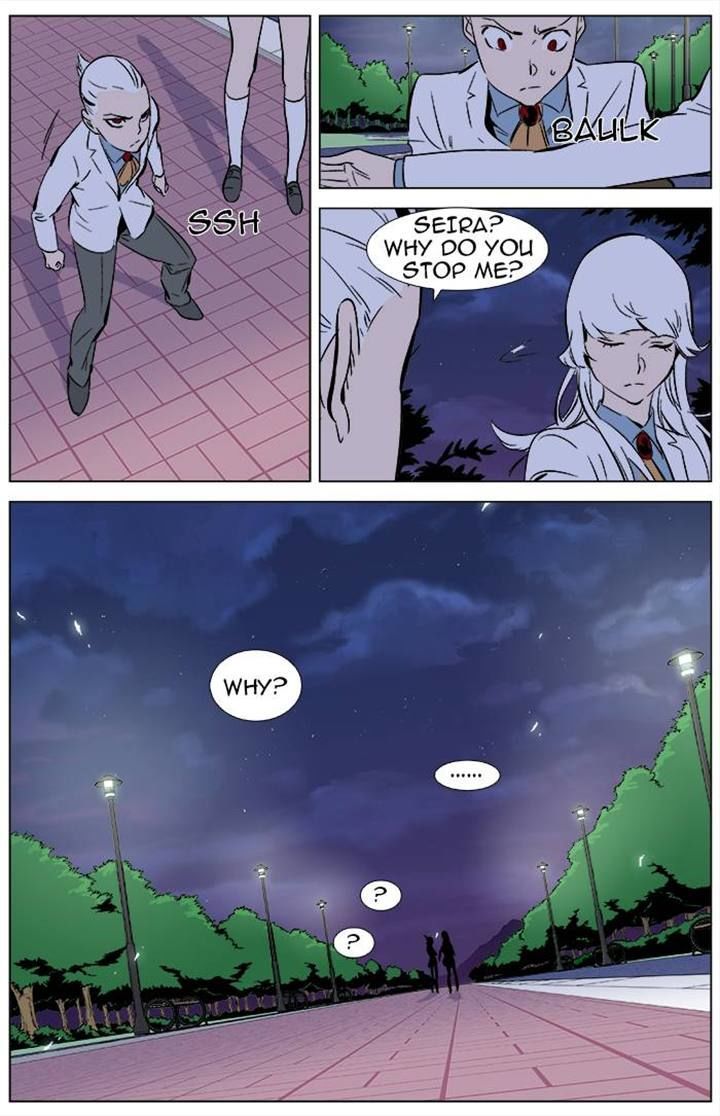 SSH
BAULK
SEIRA?
WHY DO YOU
STOP ME?
WHY?
......
?
?